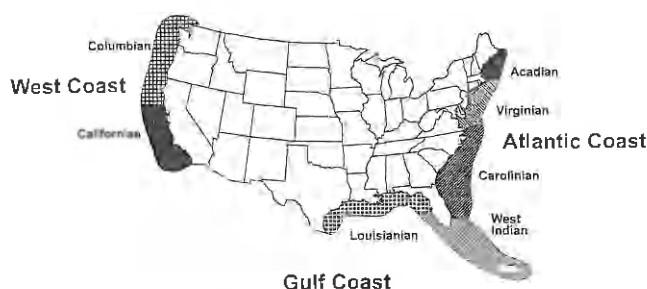 Columbian
West Coast
Californian
Acadian
Virginian
Atlantic Coast
Carolinian
West
Indian
Louisianian
Gulf Coast